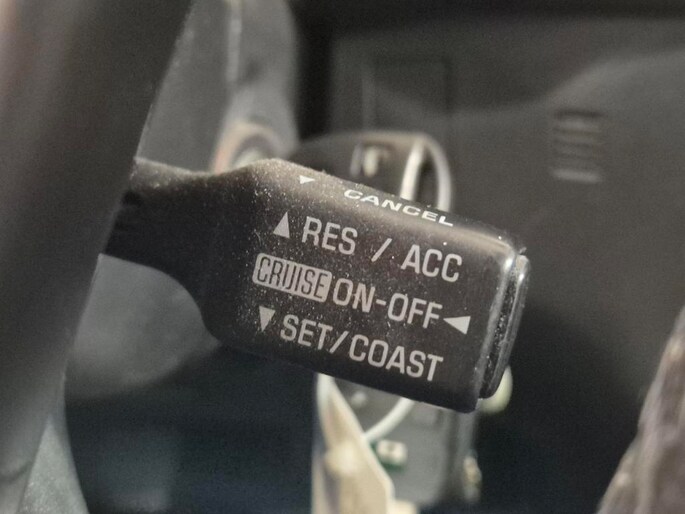 CANCEL
RES / ACC
CRUISE ON-OFF
SET/COAST